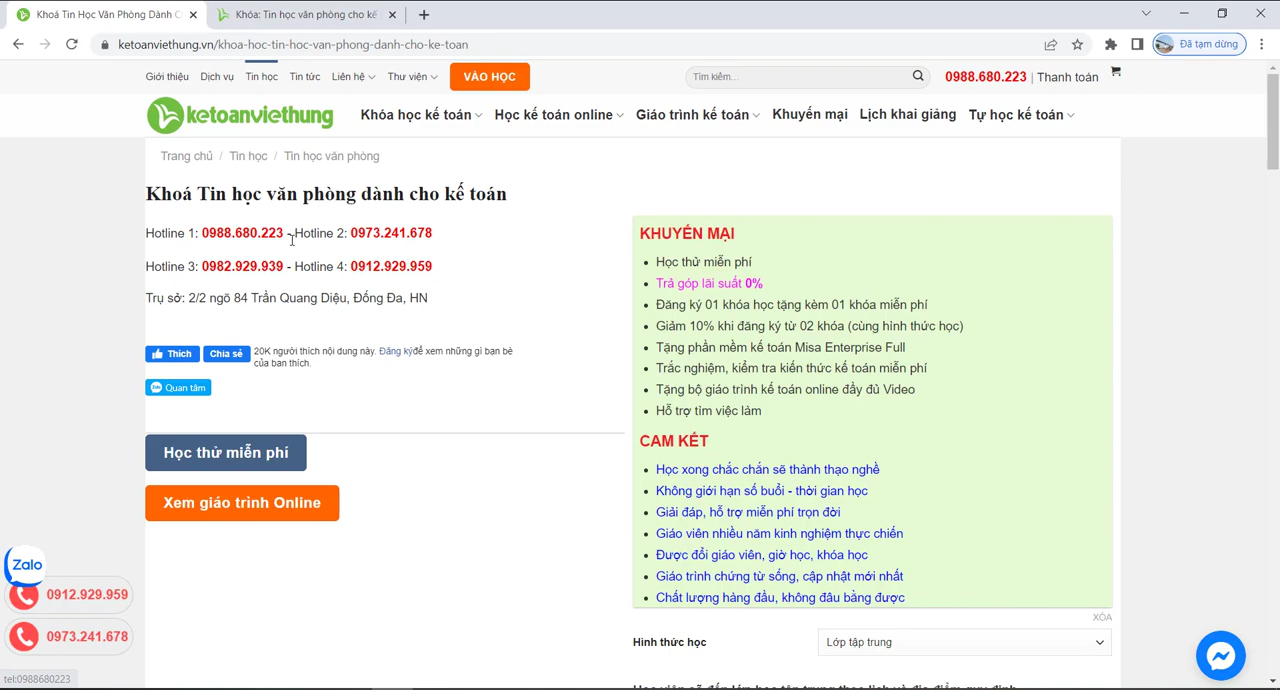 Khoá Tin Học Văn Phòng Dành C
Khóa: Tin học văn phòng cho kế
ketoanviethung.vn/khoa-hoc-tin-hoc-van-phong-danh-cho-ke-toan
Đã tạm dừng
Giới thiệu Dịch vụ Tin học Tin tức Liên hệ Thư viện VÀO HỌC
Tìm kiếm...
0988.680.223 | Thanh toán
ketoanviethung
Khóa học kế toán Học kế toán online Giáo trình kế toán Khuyến mại Lịch khai giảng Tự học kế toán
Trang chủ / Tin học / Tin học văn phòng
Khoá Tin học văn phòng dành cho kế toán
Hotline 1: 0988.680.223 - Hotline 2: 0973.241.678
Hotline 3: 0982.929.939 - Hotline 4: 0912.929.959
Trụ sở: 2/2 ngõ 84 Trần Quang Diệu, Đống Đa, HN
Thích Chia sẻ 20K người thích nội dung này. Đăng kýđể xem những gì bạn bè
của bạn thích.
Zalo Quan tâm
Học thử miễn phí
Xem giáo trình Online
KHUYẾN MẠI
• Học thử miễn phí
• Trả góp lãi suất 0%
• Đăng ký 01 khóa học tặng kèm 01 khóa miễn phí
• Giảm 10% khi đăng ký từ 02 khóa (cùng hình thức học)
• Tặng phần mềm kế toán Misa Enterprise Full
• Trắc nghiệm, kiểm tra kiến thức kế toán miễn phí
• Tặng bộ giáo trình kế toán online đầy đủ Video
• Hỗ trợ tìm việc làm
CAM KẾT
• Học xong chắc chắn sẽ thành thạo nghề
• Không giới hạn số buổi - thời gian học
• Giải đáp, hỗ trợ miễn phí trọn đời
• Giáo viên nhiều năm kinh nghiệm thực chiến
• Được đổi giáo viên, giờ học, khóa học
• Giáo trình chứng từ sống, cập nhật mới nhất
• Chất lượng hàng đầu, không đâu bằng được
XÓA
Hình thức học
Lớp tập trung
Zalo
0912.929.959
0973.241.678
tel:0988680223